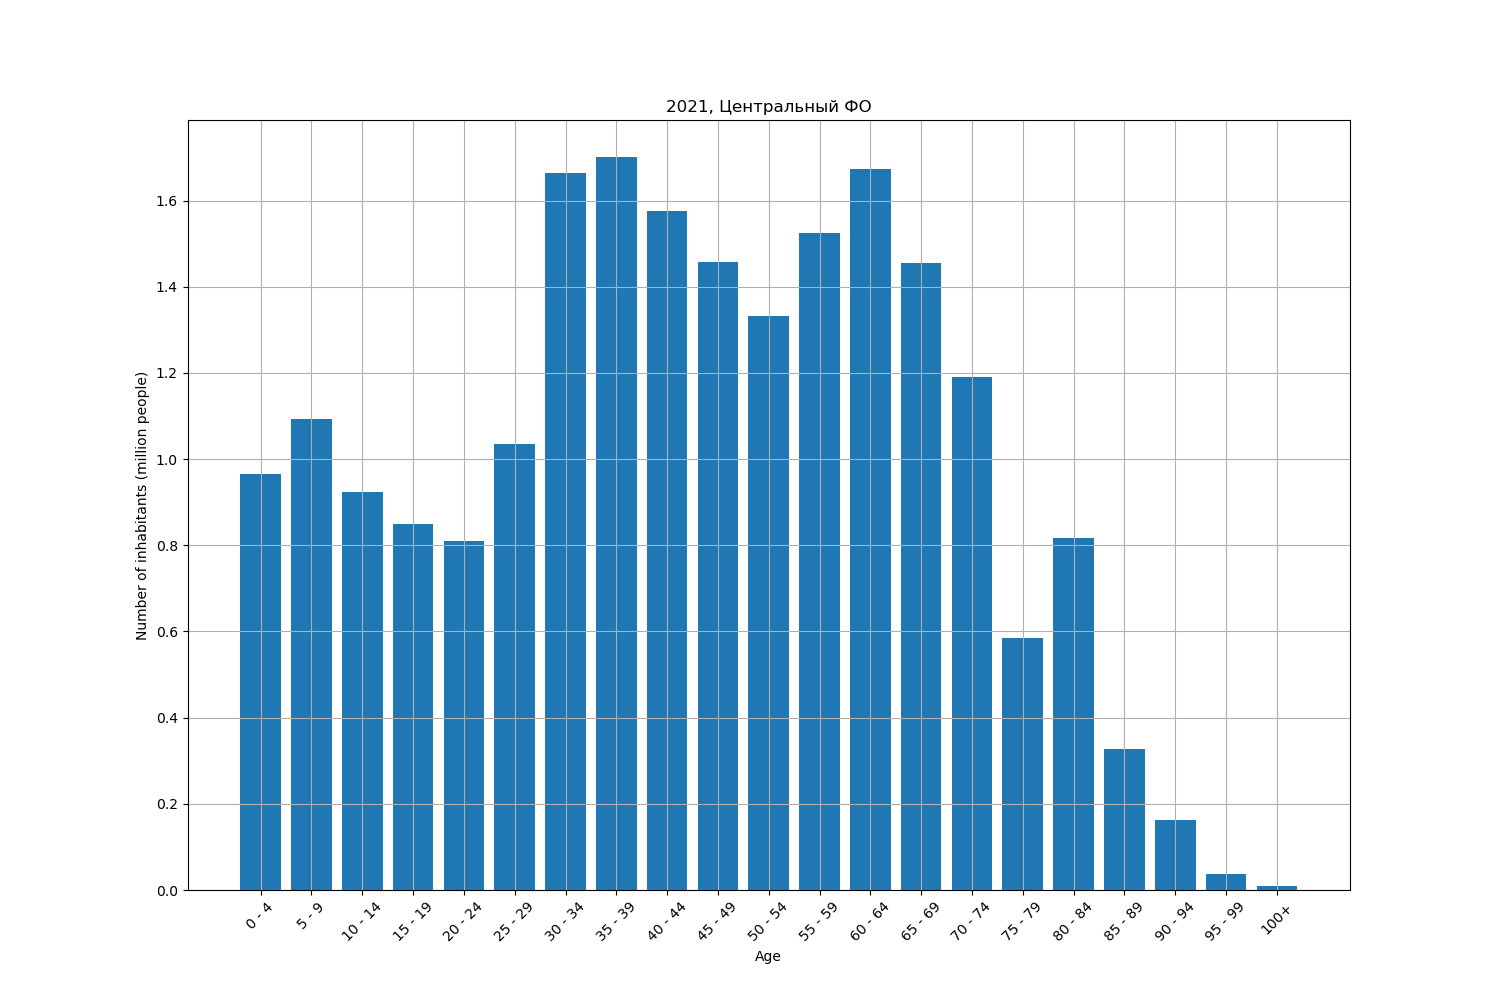 2021, Центральный ФО
Number of inhabitants (million people)
1.6
1.4
1.2
1.0
0.8
0.6
0.4
0.2
0.0
0 - 4
5 - 9
10 - 14
15 - 19
20 - 24
25 - 29
30 - 34
35 - 39
40 - 44
45 - 49
50 - 54
55 - 59
60 - 64
65 - 69
70 - 74
75 - 79
80 - 84
85 - 89
90 - 94
95 - 99
100+
Age